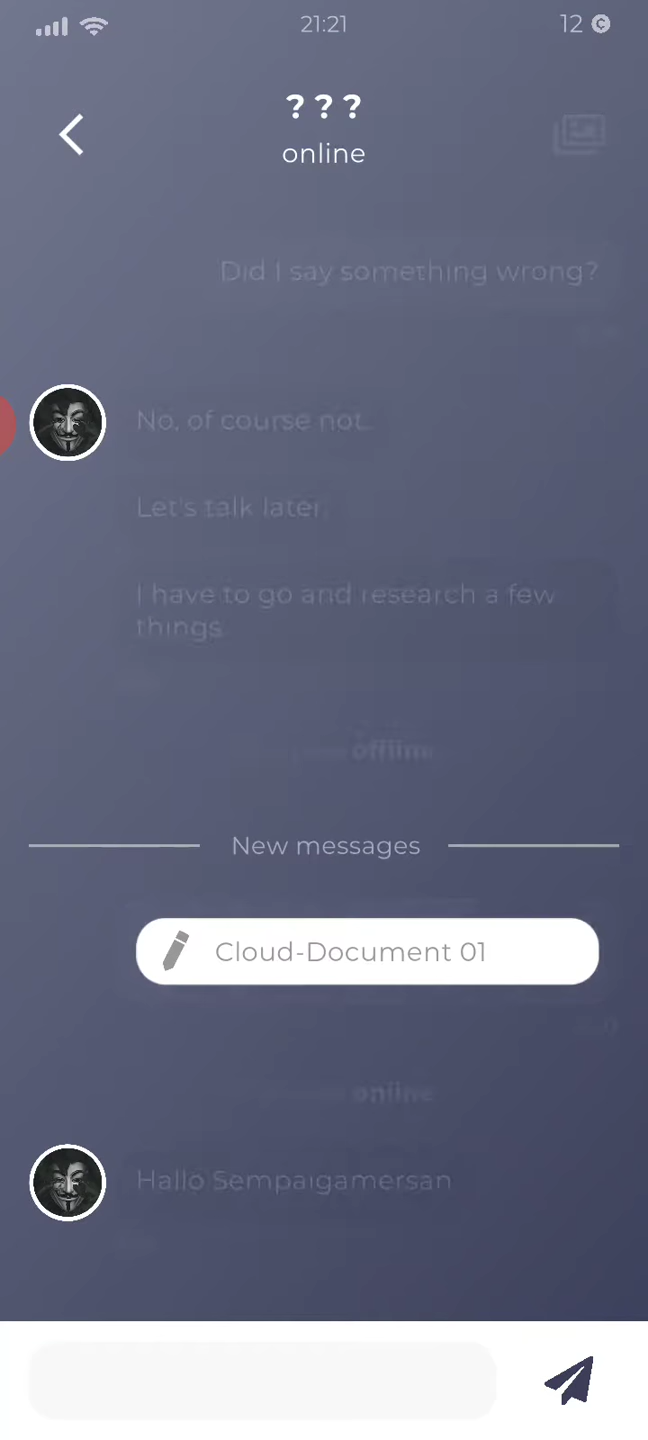 21:21
12
? ? ?
online
Did I say something wrong?
No, of course not.
Let's talk later.
I have to go and research a few
things.
offline
New messages
Cloud-Document 01
online
Hallo Sempaigamersan